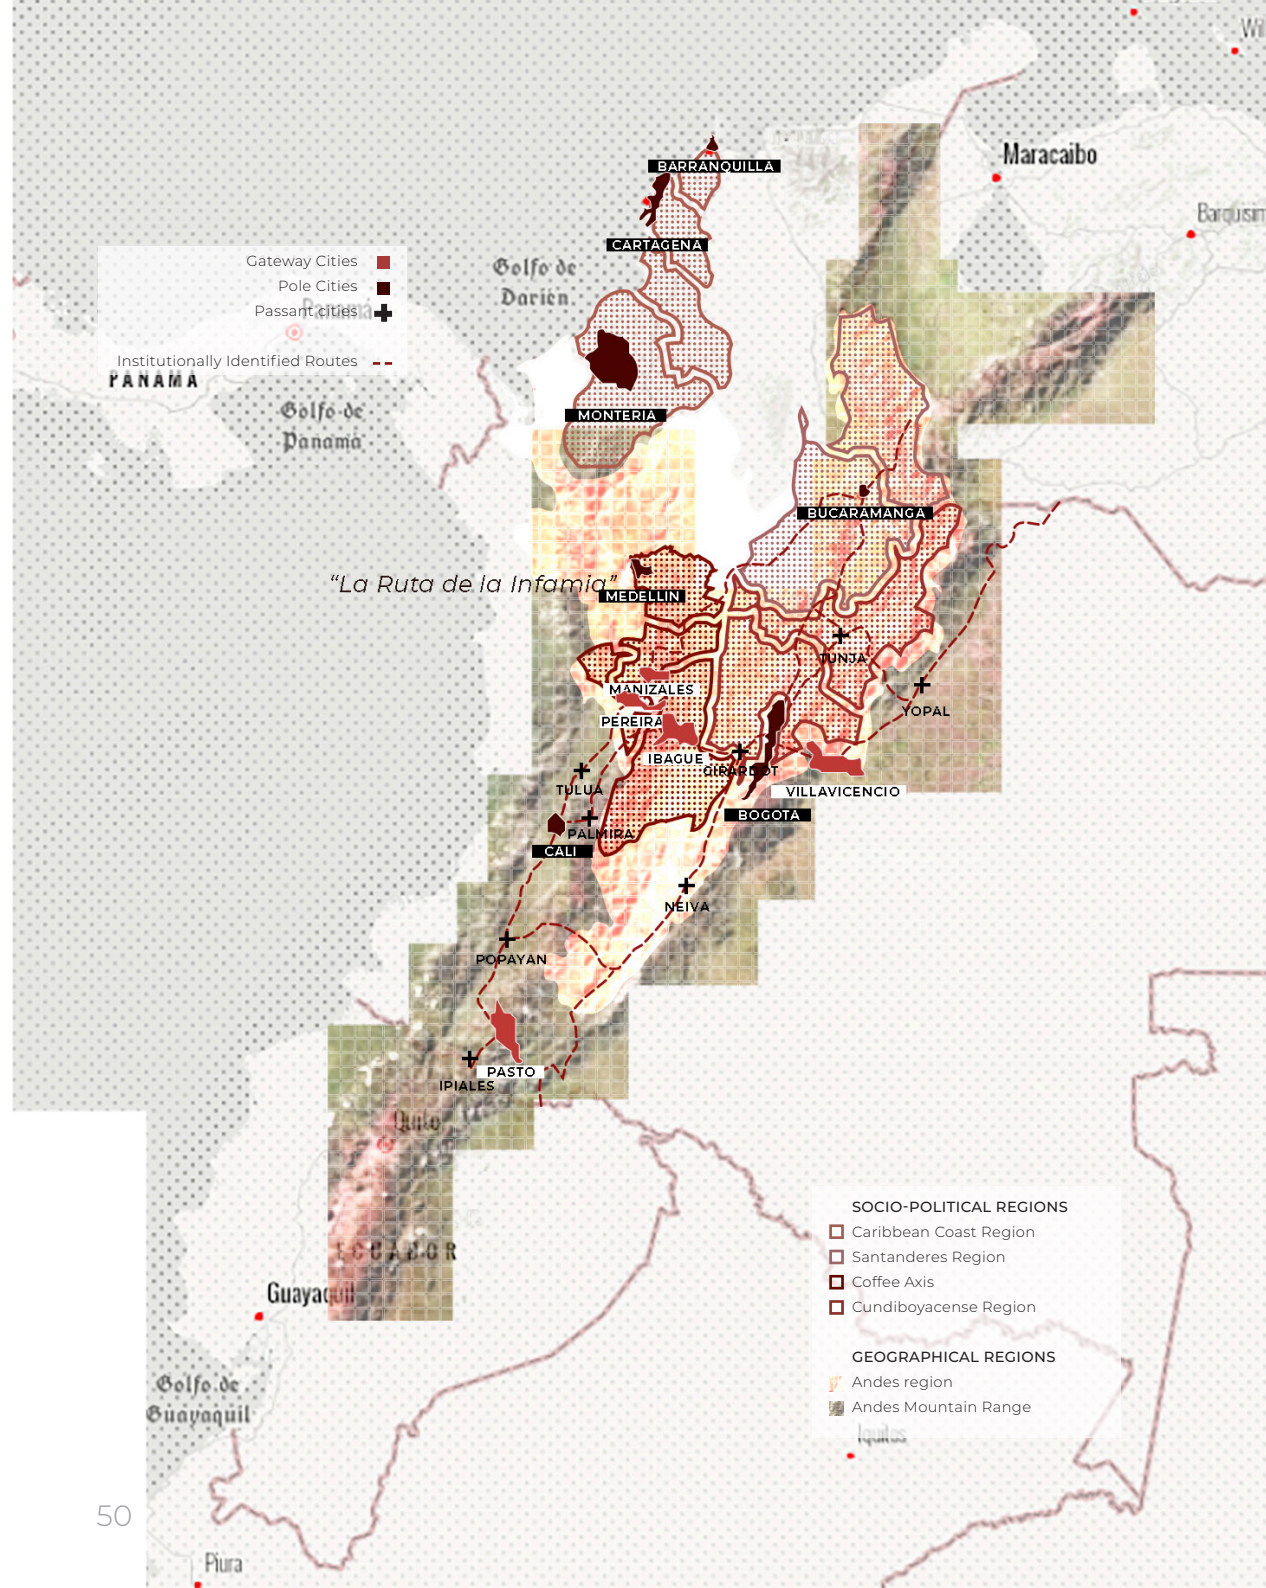 Wil
Maracaibo
BARRANQUILLA
Barquisim
CARTAGENA
Gateway Cities
Golfo de
Darién
Pole Cities
Panamá
Passant cities
Institutionally Identified Routes
PANAMA
Golfo de
Panama
MONTERIA
BUCARAMANGA
“La Ruta de la Infamia”
MEDELLIN
TUNJA
MANIZALES
YOPAL
PEREIRA
IBAGUE
GIRARDOT
TULUA
VILLAVICENCIO
BOGOTA
PALMIRA
CALI
NEIVA
POPAYAN
PASTO
IPIALES
Quito
SOCIO-POLITICAL REGIONS
Caribbean Coast Region
Santanderes Region
ECUADOR
Coffee Axis
Guayaquil
Cundiboyacense Region
GEOGRAPHICAL REGIONS
Andes region
Andes Mountain Range
Golfo de
Guayaquil
Iquitos
50
Piura